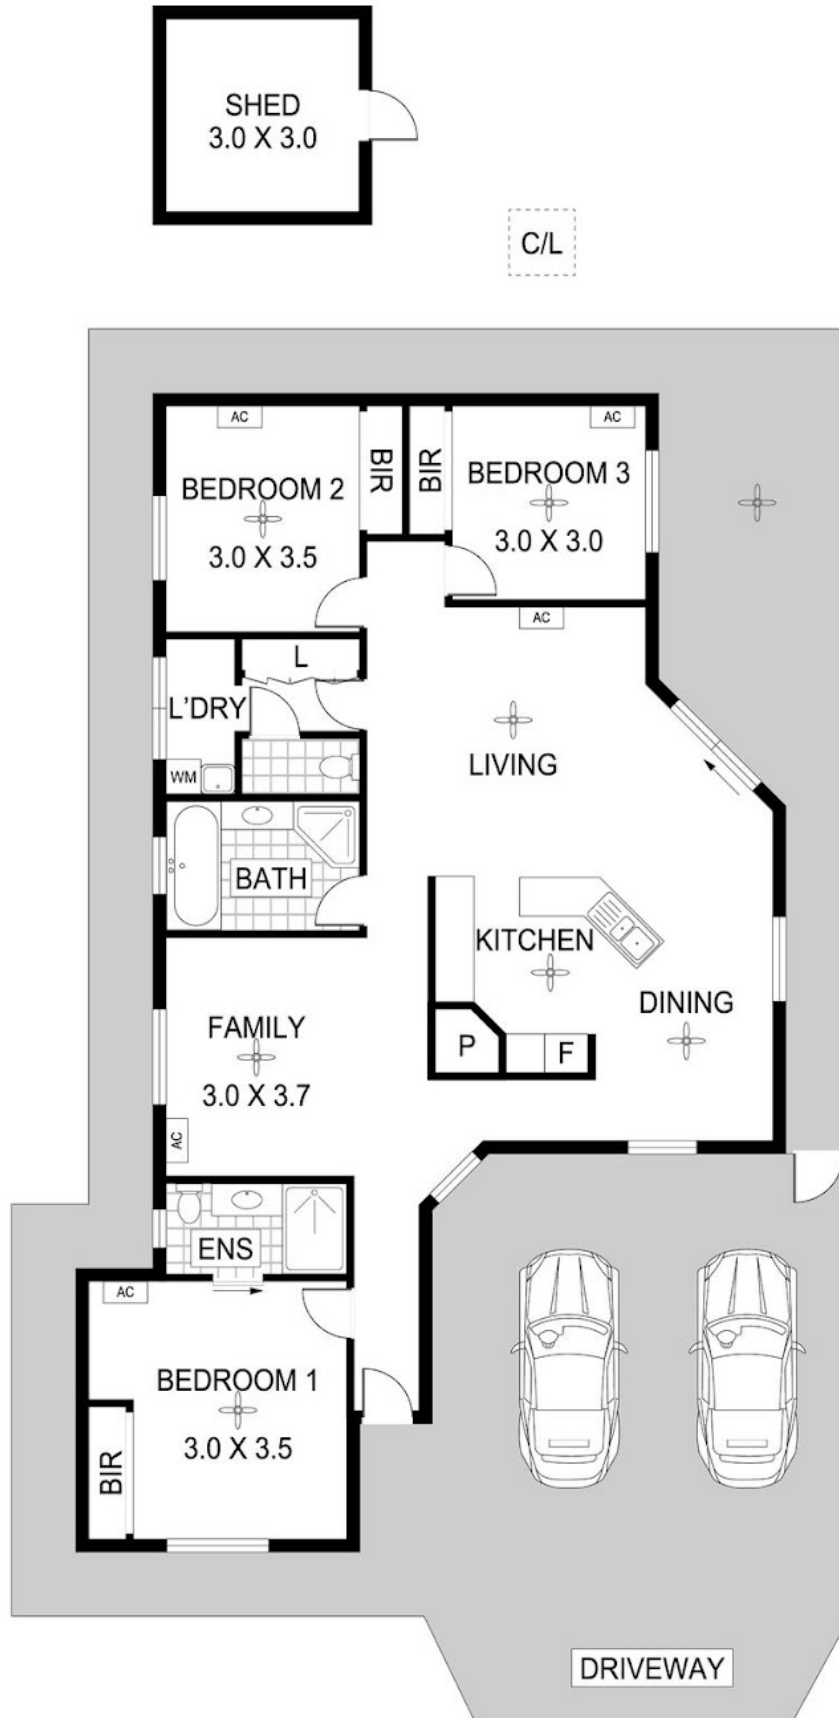 SHED
3.0 X 3.0
C/L
AC
AC
BEDROOM 2
3.0 X 3.5
BIR
BIR
BEDROOM 3
3.0 X 3.0
AC
L
L'DRY
WM
LIVING
BATH
KITCHEN
DINING
P
F
FAMILY
3.0 X 3.7
AC
ENS
AC
BEDROOM 1
3.0 X 3.5
BIR
DRIVEWAY